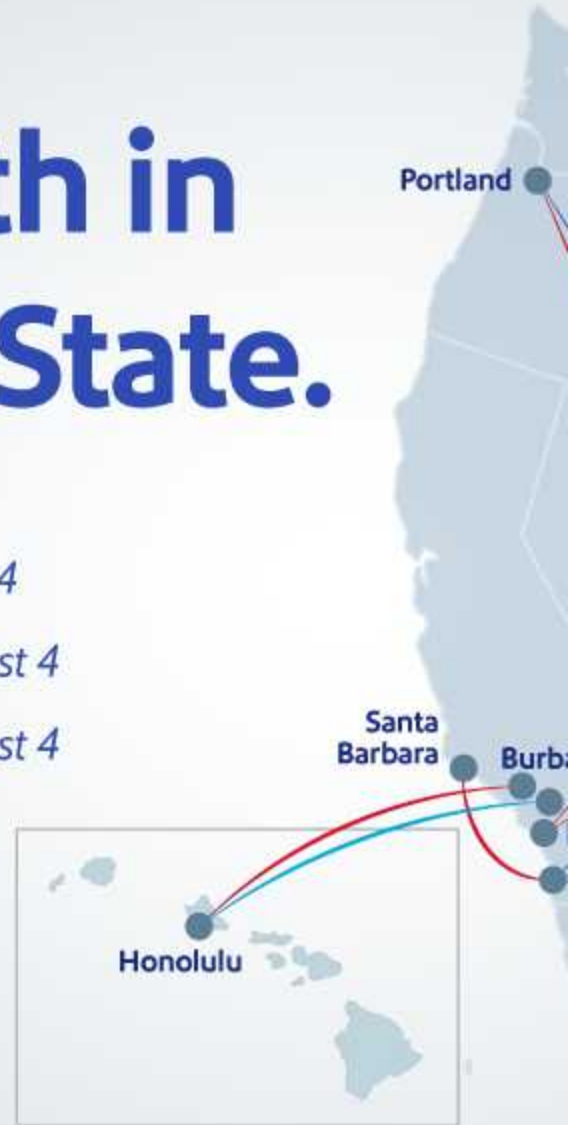 th in
State.
4
st 4
st 4
Portland
Santa
Barbara
Burba
Honolulu